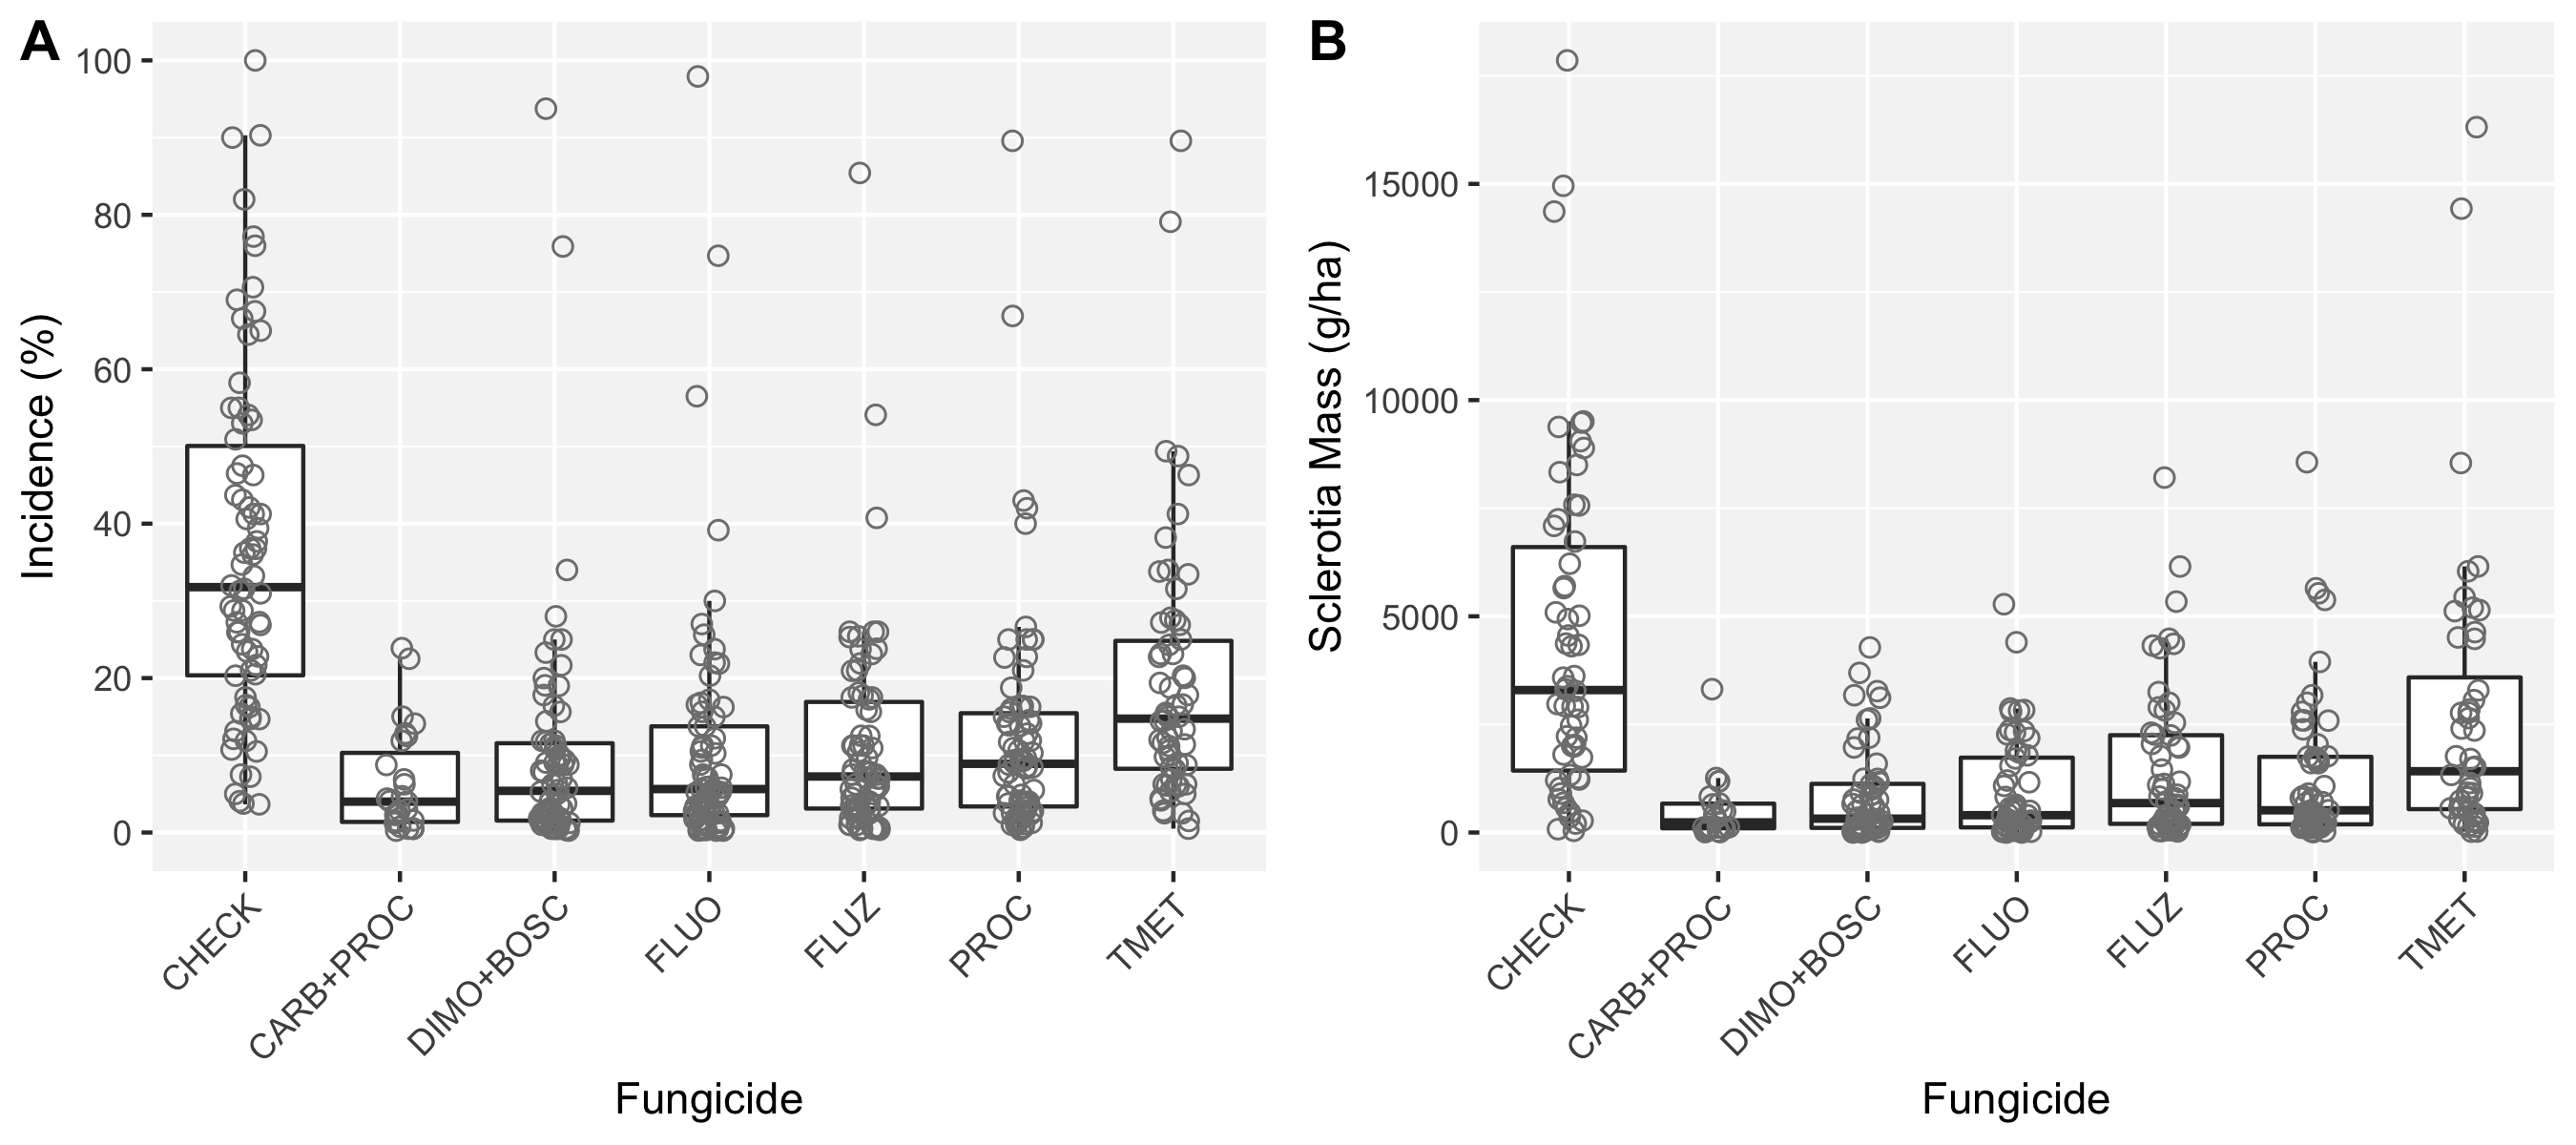 A
Incidence (%)
100
80
60
40
20
0
CHECK
CARB+PROC
DIMO+BOSC
FLUO
FLUZ
PROC
TMET
Fungicide
B
Sclerotia Mass (g/ha)
15000
10000
5000
0
CHECK
CARB+PROC
DIMO+BOSC
FLUO
FLUZ
PROC
TMET
Fungicide